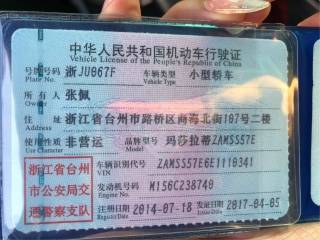 中华人民共和国机动车行驶证
Vehicle License of the People's Republic of China
号牌号码 浙JU067F 车辆类型 小型轿车
Plate No. Vehicle Type
所有人 张佩
Owner
住址 浙江省台州市路桥区商海北街107号二楼
Address
使用性质 非营运 品牌型号 玛莎拉蒂ZAMSS57E
Use Character Model
浙江省台州市公安局交通警察支队
车辆识别代号 ZAMSS57E6E1110341
VIN
发动机号码 M156C238740
Engine No.
注册日期 2014-07-18 发证日期 2017-04-05
Register Date Issue Date